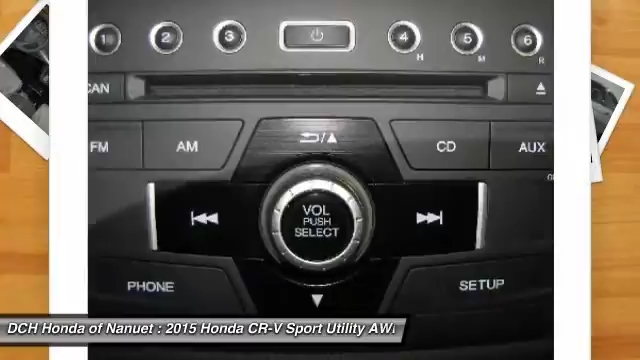 1 2 3 4 5 6
H M R
CAN
FM AM CD AUX
VOL
PUSH
SELECT
PHONE SETUP
DCH Honda of Nanuet : 2015 Honda CR-V Sport Utility AW